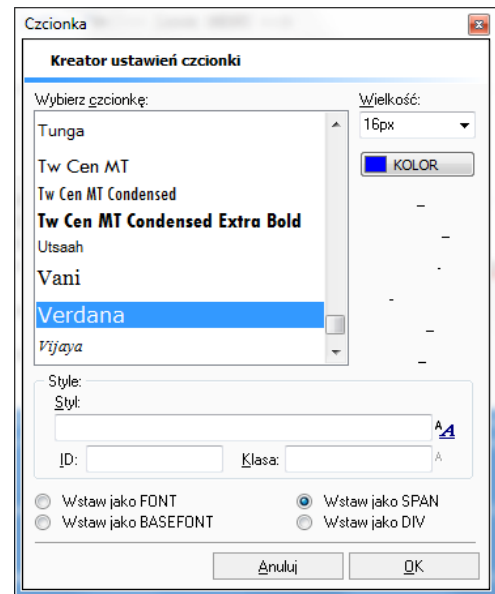 Czcionka
Kreator ustawień czcionki
Wybierz czcionkę:
Wielkość:
Tunga
16px
Tw Cen MT
KOLOR
Tw Cen MT Condensed
Tw Cen MT Condensed Extra Bold
Utsaah
Vani
Verdana
Vijaya
Style:
Styl:
AA
ID:
Klasa:
A
Wstaw jako FONT
Wstaw jako SPAN
Wstaw jako BASEFONT
Wstaw jako DIV
Anuluj
OK